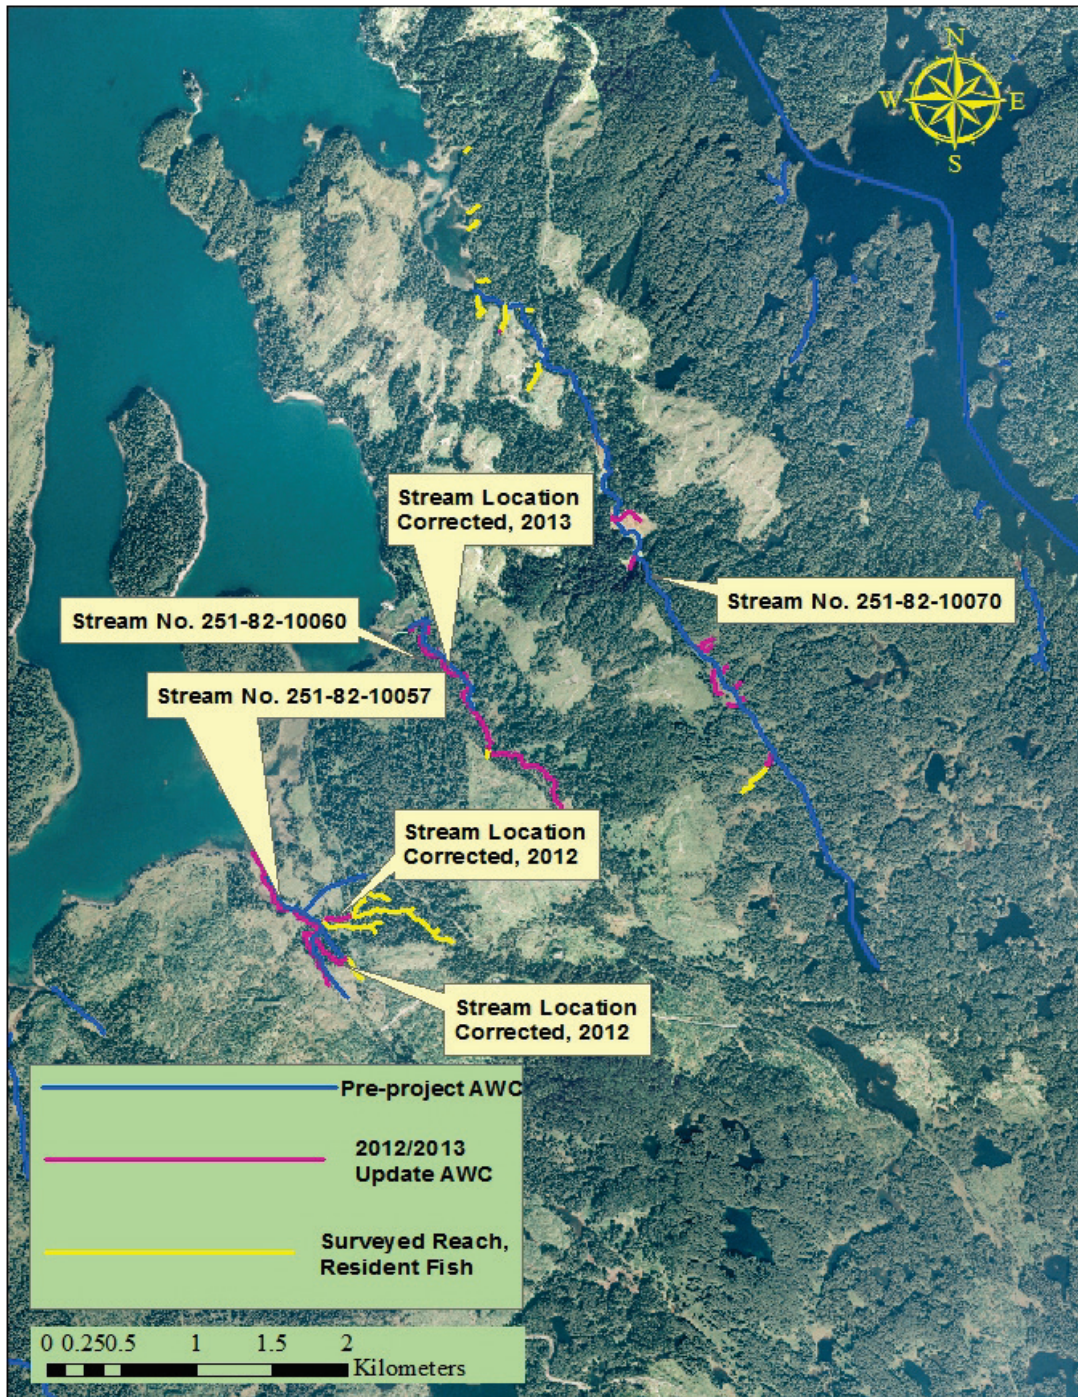 N
W E
S
Stream Location
Corrected, 2013
Stream No. 251-82-10070
Stream No. 251-82-10060
Stream No. 251-82-10057
Stream Location
Corrected, 2012
Stream Location
Corrected, 2012
Pre-project AWC
2012/2013
Update AWC
Surveyed Reach,
Resident Fish
0 0.250.5 1 1.5 2
Kilometers